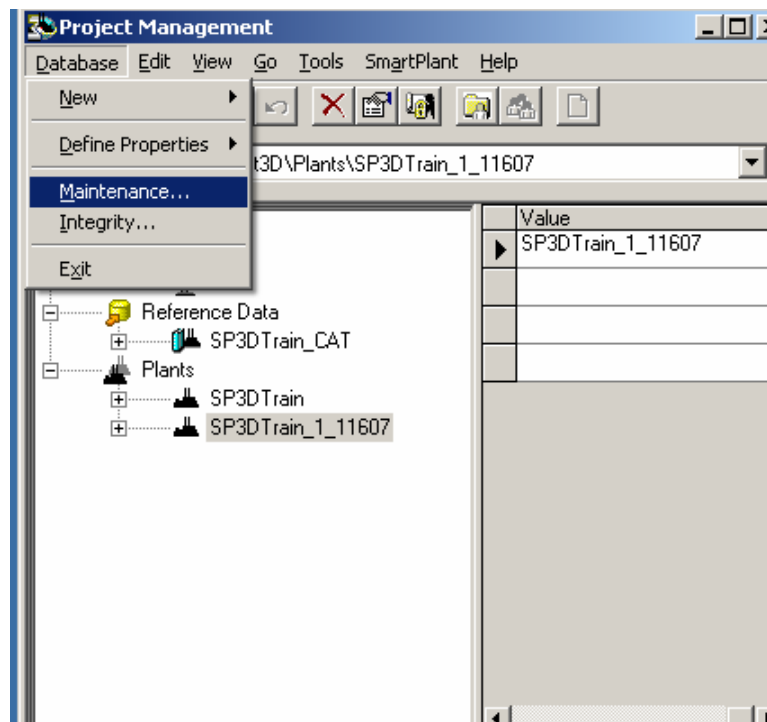 Project Management
Database Edit View Go Tools SmartPlant Help
New
Define Properties
t3D\Plants\SP3DTrain_1_11607
Maintenance...
Integrity...
Exit
Value
SP3DTrain_1_11607
Reference Data
SP3DTrain_CAT
Plants
SP3DTrain
SP3DTrain_1_11607